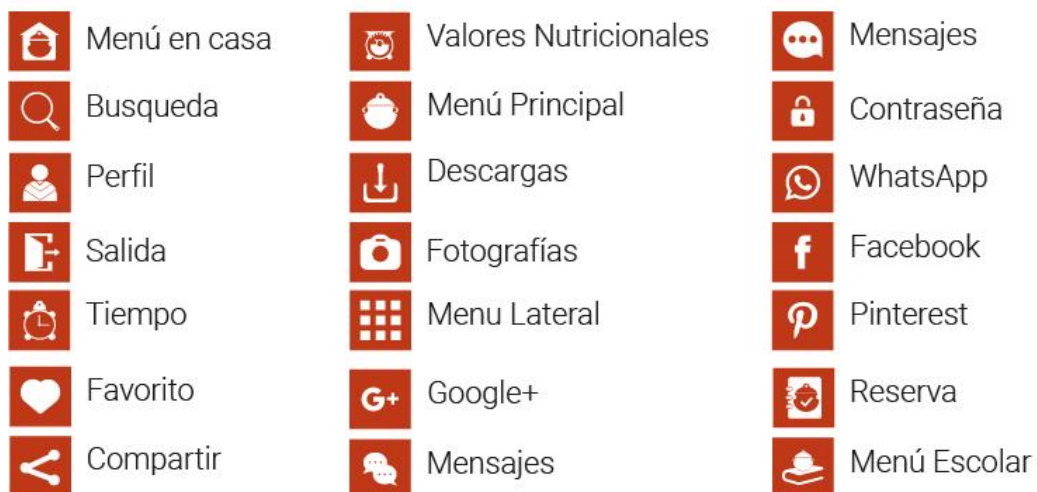 Menú en casa
Busqueda
Perfil
Salida
Tiempo
Favorito
Compartir
Valores Nutricionales
Menú Principal
Descargas
Fotografías
Menu Lateral
G+ Google+
Mensajes
Mensajes
Contraseña
WhatsApp
f Facebook
Pinterest
Reserva
Menú Escolar